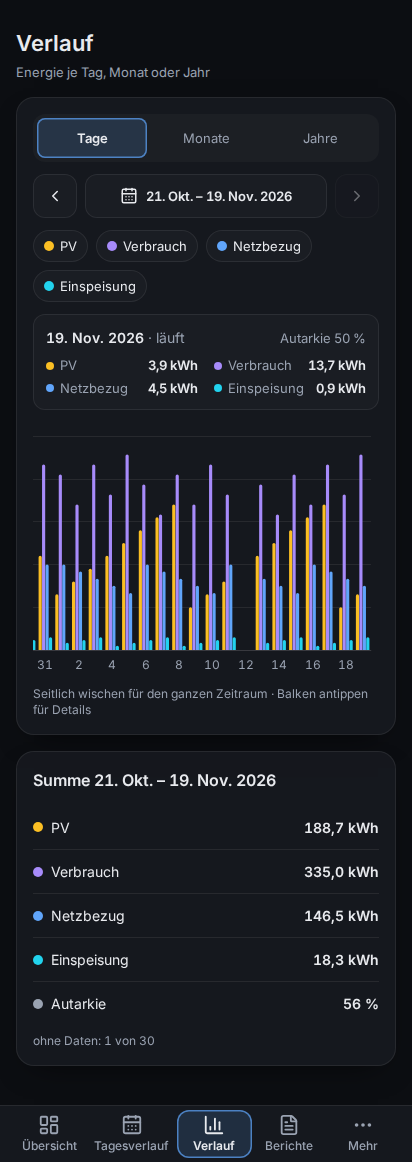 Verlauf
Energie je Tag, Monat oder Jahr
Tage Monate Jahre
21. Okt. – 19. Nov. 2026
PV Verbrauch Netzbezug
Einspeisung
19. Nov. 2026 · läuft Autarkie 50 %
PV 3,9 kWh Verbrauch 13,7 kWh
Netzbezug 4,5 kWh Einspeisung 0,9 kWh
31 2 4 6 8 10 12 14 16 18
Seitlich wischen für den ganzen Zeitraum · Balken antippen
für Details
Summe 21. Okt. – 19. Nov. 2026
PV 188,7 kWh
Verbrauch 335,0 kWh
Netzbezug 146,5 kWh
Einspeisung 18,3 kWh
Autarkie 56 %
ohne Daten: 1 von 30
Übersicht Tagesverlauf Verlauf Berichte Mehr